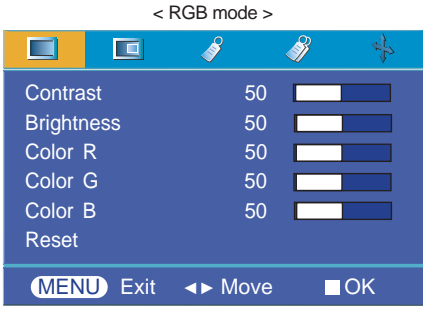 < RGB mode >
Contrast 50
Brightness 50
Color R 50
Color G 50
Color B 50
Reset
MENU Exit ◄► Move ■OK